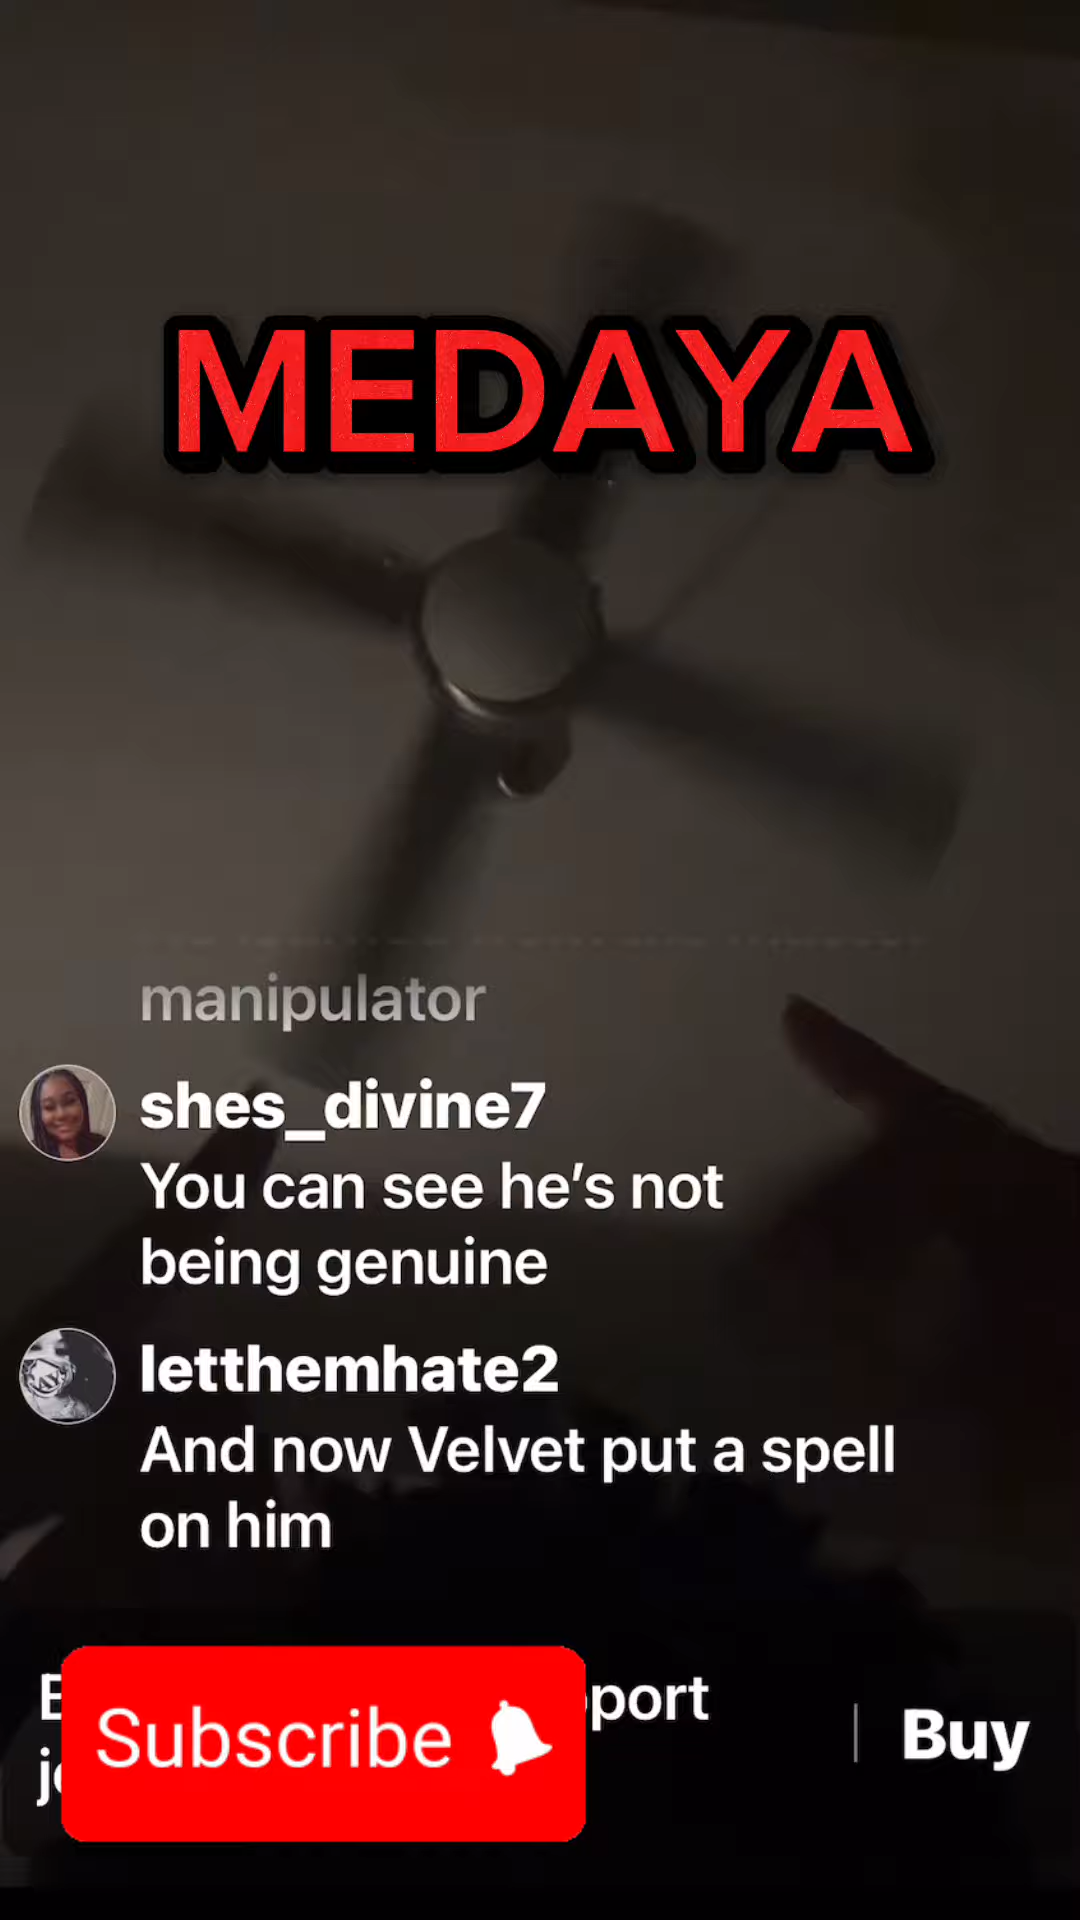 MEDAYA
manipulator
shes_divine7
You can see he's not
being genuine
letthemhate2
And now Velvet put a spell
on him
Subscribe
Buy